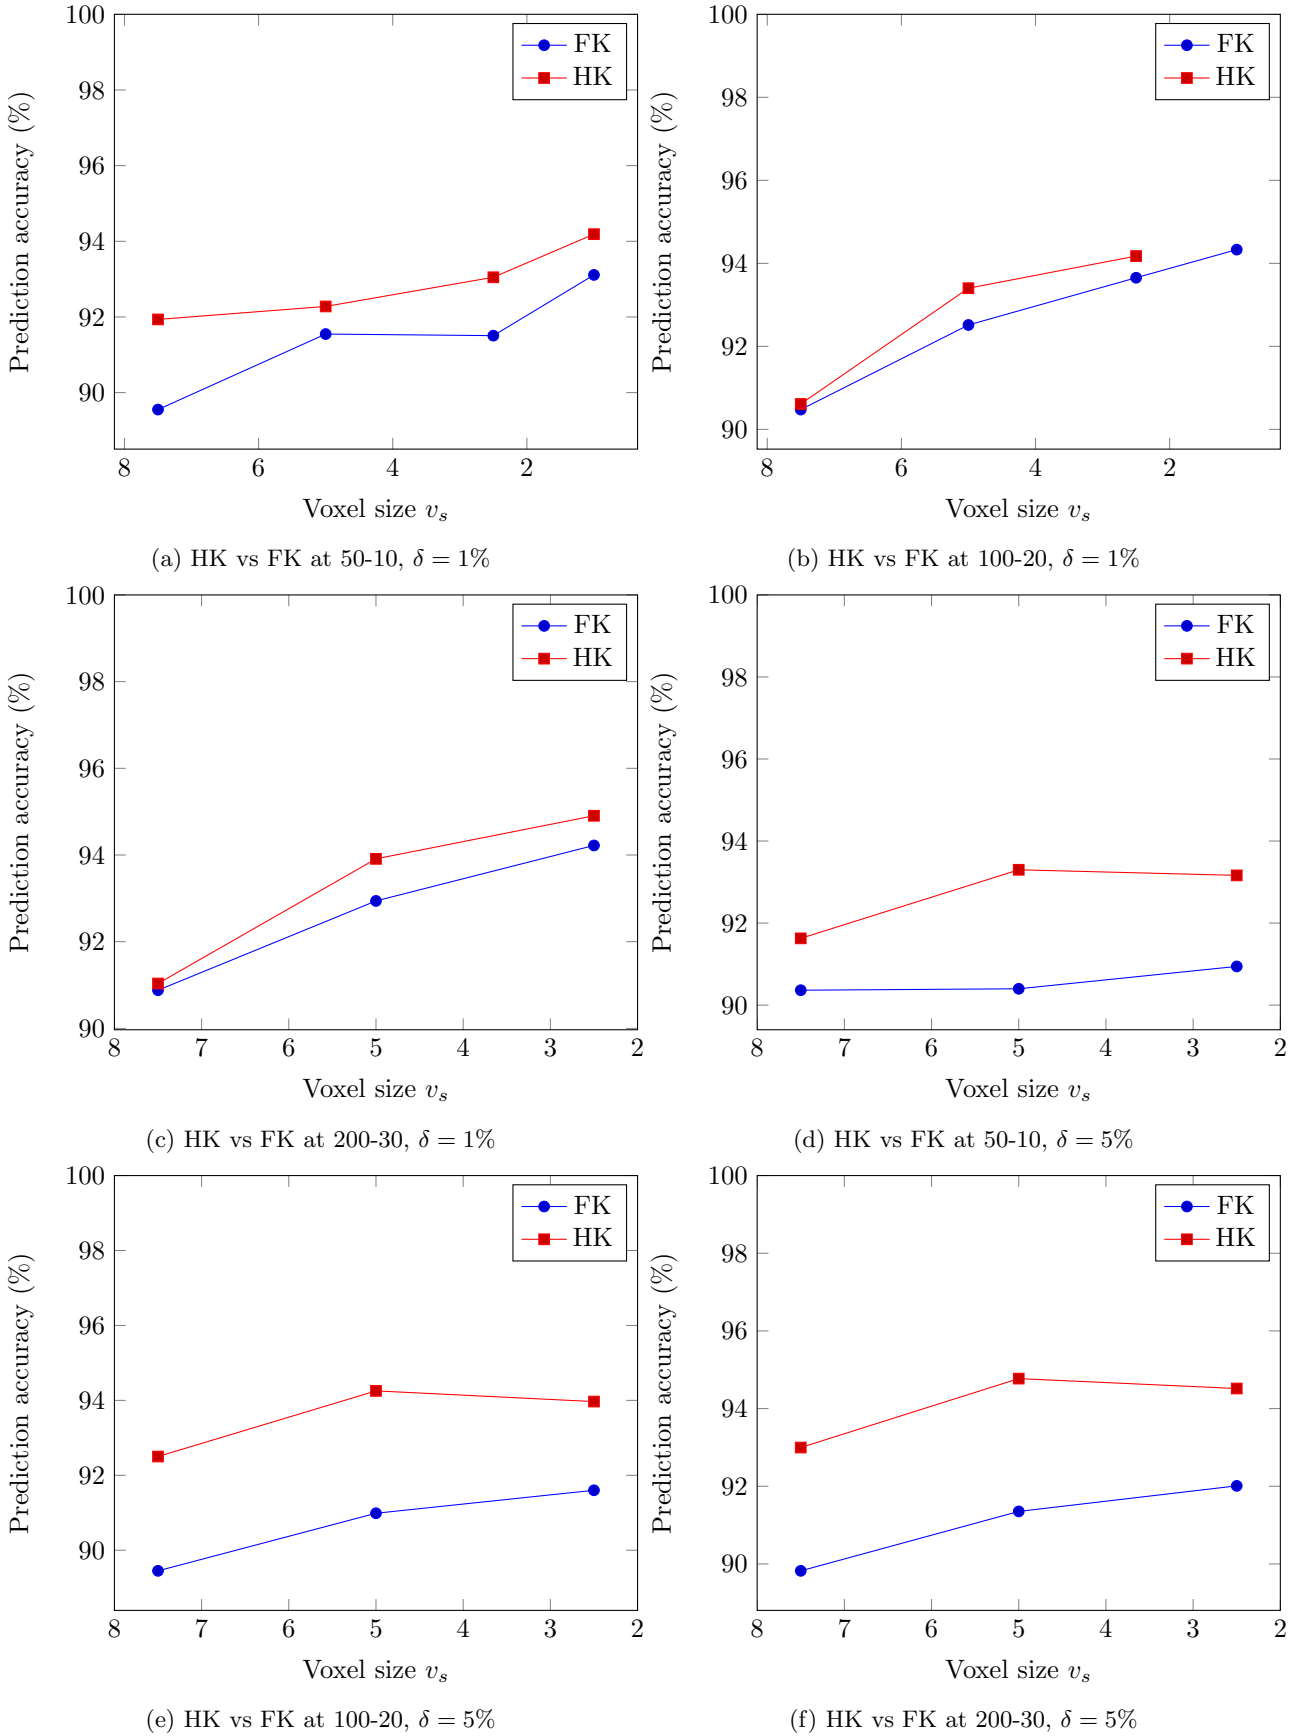 100
98
96
94
92
90
8
6
4
2
Prediction accuracy (%)
Voxel size v_s
FK
HK
(a) HK vs FK at 50-10, δ = 1%
100
98
96
94
92
90
8
6
4
2
Prediction accuracy (%)
Voxel size v_s
FK
HK
(b) HK vs FK at 100-20, δ = 1%
100
98
96
94
92
90
8
7
6
5
4
3
2
Prediction accuracy (%)
Voxel size v_s
FK
HK
(c) HK vs FK at 200-30, δ = 1%
100
98
96
94
92
90
8
7
6
5
4
3
2
Prediction accuracy (%)
Voxel size v_s
FK
HK
(d) HK vs FK at 50-10, δ = 5%
100
98
96
94
92
90
8
7
6
5
4
3
2
Prediction accuracy (%)
Voxel size v_s
FK
HK
(e) HK vs FK at 100-20, δ = 5%
100
98
96
94
92
90
8
7
6
5
4
3
2
Prediction accuracy (%)
Voxel size v_s
FK
HK
(f) HK vs FK at 200-30, δ = 5%